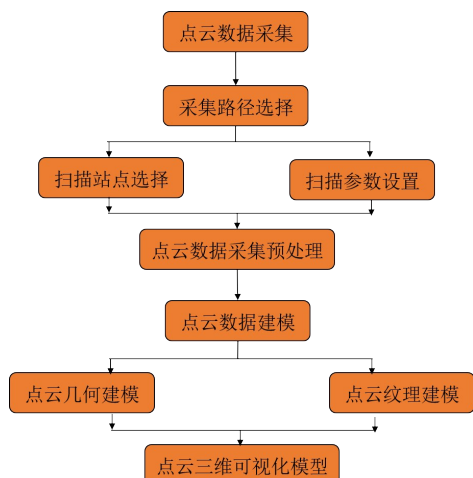 点云数据采集
采集路径选择
扫描站点选择
扫描参数设置
点云数据采集预处理
点云数据建模
点云几何建模
点云纹理建模
点云三维可视化模型